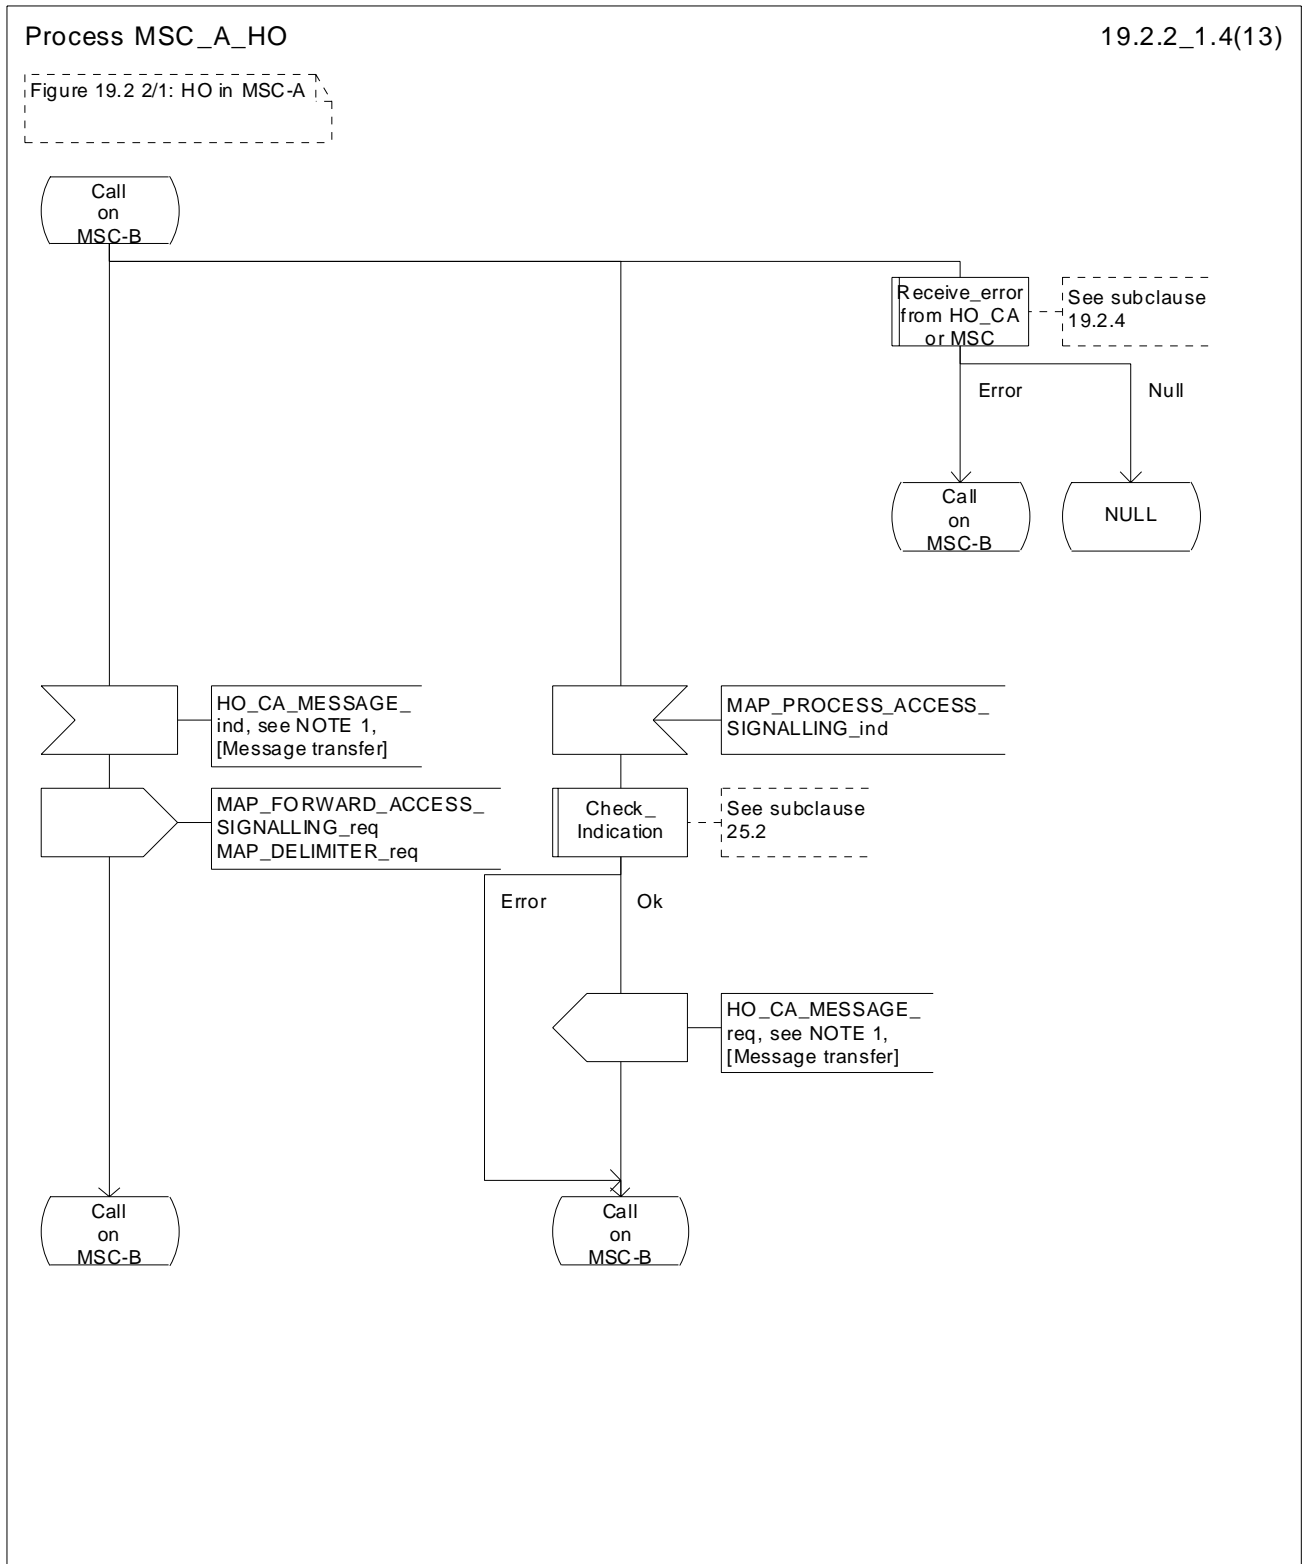 Process MSC_A_HO
19.2.2_1.4(13)
Figure 19.2 2/1: HO in MSC-A
Call
on
MSC-B
Receive_error
from HO_CA
or MSC
See subclause
19.2.4
Error
Null
Call
on
MSC-B
NULL
HO_CA_MESSAGE_
ind, see NOTE 1,
[Message transfer]
MAP_PROCESS_ACCESS_
SIGNALLING_ind
MAP_FORWARD_ACCESS_
SIGNALLING_req
MAP_DELIMITER_req
Check_
Indication
See subclause
25.2
Error
Ok
HO_CA_MESSAGE_
req, see NOTE 1,
[Message transfer]
Call
on
MSC-B
Call
on
MSC-B